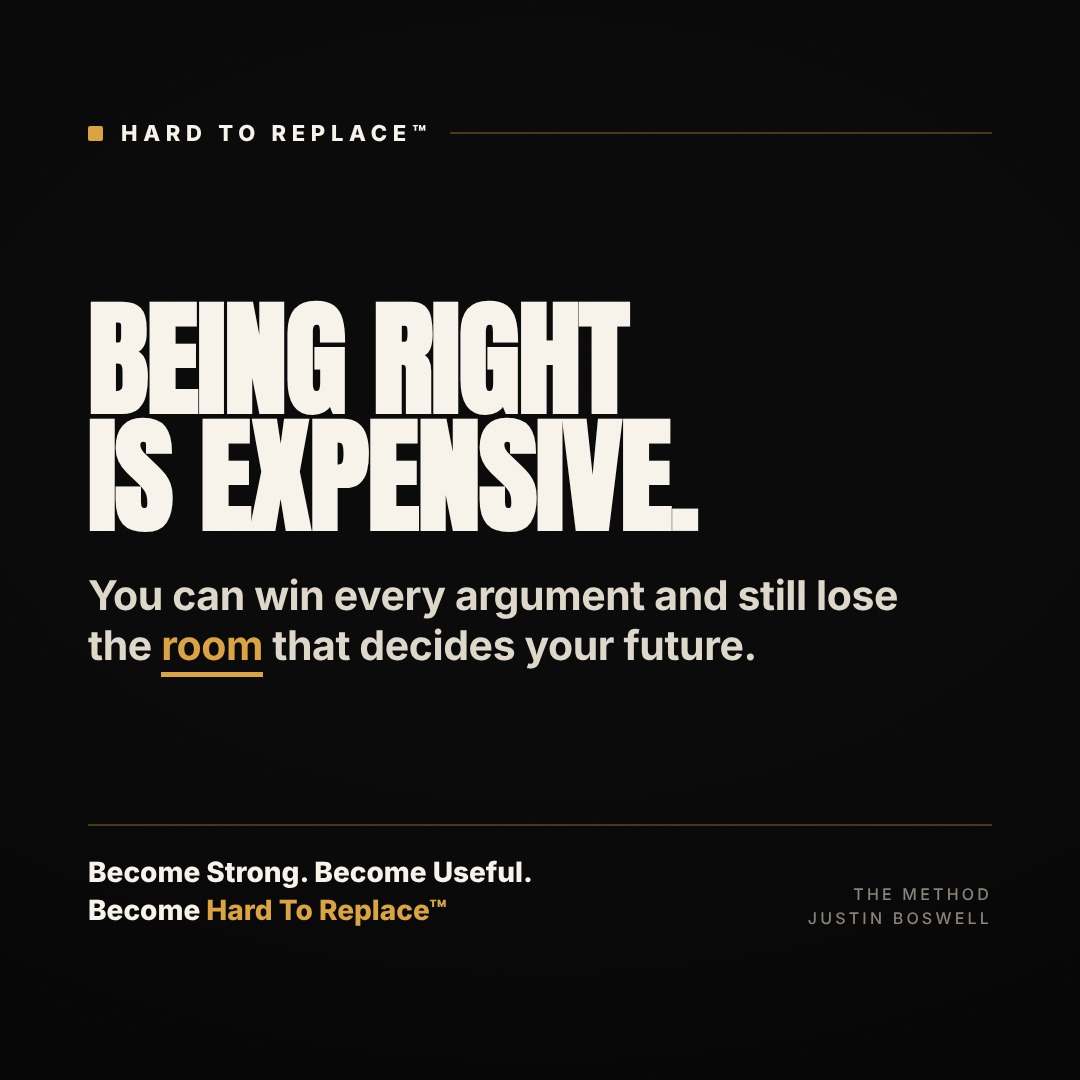 HARD TO REPLACE™
BEING RIGHT
IS EXPENSIVE.
You can win every argument and still lose
the room that decides your future.
Become Strong. Become Useful.
Become Hard To Replace™
THE METHOD
JUSTIN BOSWELL